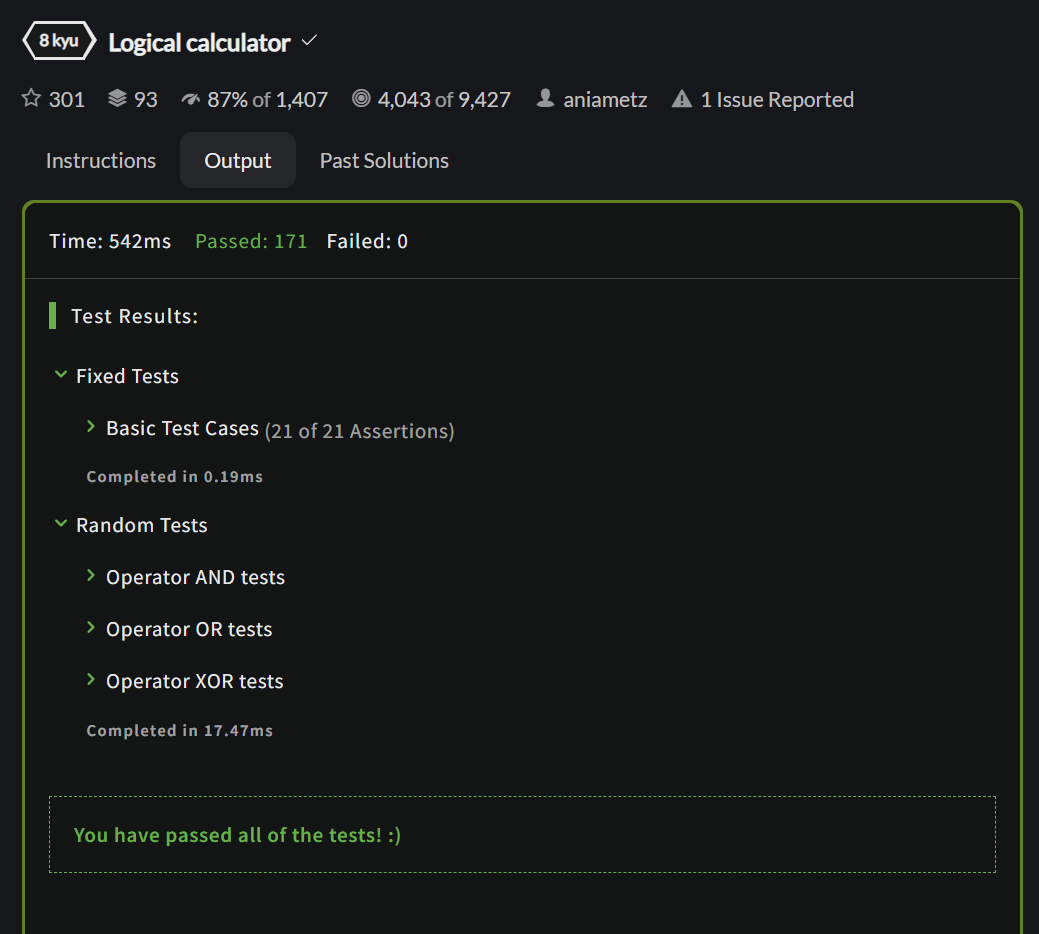 8 kyu Logical calculator
301 93 87% of 1,407 4,043 of 9,427 aniametz 1 Issue Reported
Instructions Output Past Solutions
Time: 542ms Passed: 171 Failed: 0
Test Results:
Fixed Tests
Basic Test Cases (21 of 21 Assertions)
Completed in 0.19ms
Random Tests
Operator AND tests
Operator OR tests
Operator XOR tests
Completed in 17.47ms
You have passed all of the tests! :)